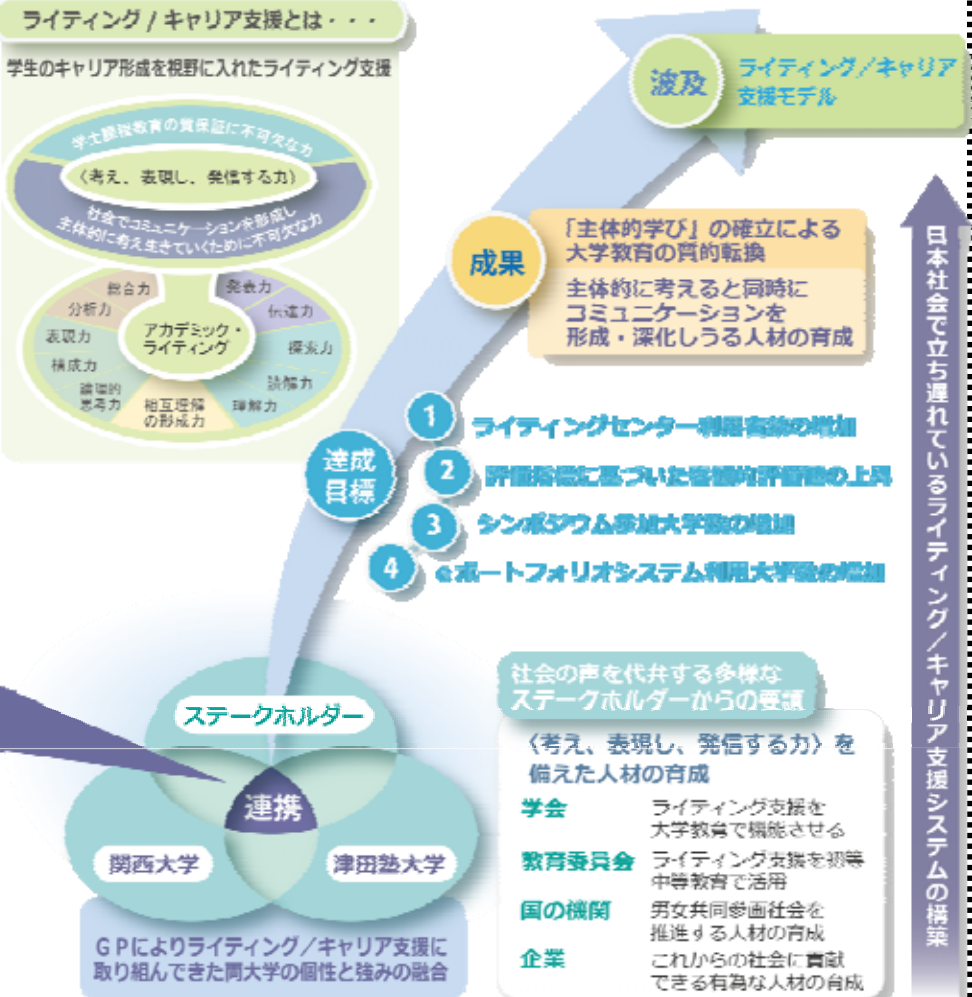 ライティング / キャリア支援とは・・・
学生のキャリア形成を視野に入れたライティング支援
学士課程教育の質保証に不可欠な力
〈考え、表現し、発信する力〉
社会でコミュニケーションを形成し
主体的に考え生きていくために不可欠な力
総合力
発表力
分析力
伝達力
表現力
アカデミック・
ライティング
探索力
構成力
読解力
論理的
思考力
相互理解
の形成力
理解力
波及
ライティング／キャリア
支援モデル
成果
「主体的学び」の確立による
大学教育の質的転換
主体的に考えると同時に
コミュニケーションを
形成・深化しうる人材の育成
達成
目標
1
ライティングセンター利用者数の増加
2
評価指標に基づいた客観的評価値の上昇
3
シンポジウム参加大学数の増加
4
eポートフォリオシステム利用大学数の増加
日本社会で立ち遅れているライティング／キャリア支援システムの構築
ステークホルダー
連携
関西大学
津田塾大学
ＧＰによりライティング／キャリア支援に
取り組んできた両大学の個性と強みの融合
社会の声を代弁する多様な
ステークホルダーからの要請
〈考え、表現し、発信する力〉を
備えた人材の育成
学会
ライティング支援を
大学教育で機能させる
教育委員会
ライティング支援を初等
中等教育で活用
国の機関
男女共同参画社会を
推進する人材の育成
企業
これからの社会に貢献
できる有為な人材の育成